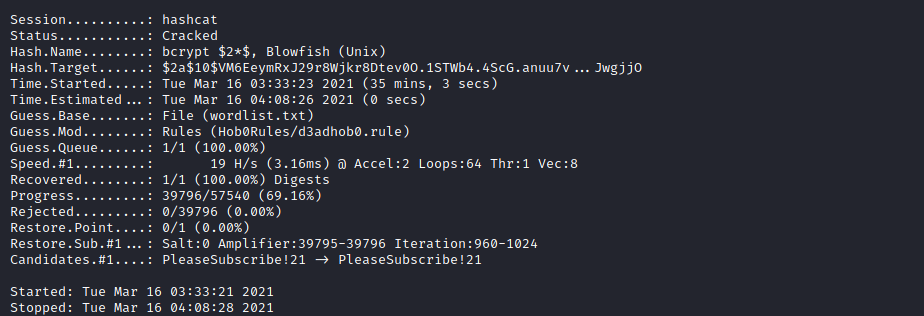 Session..........: hashcat
Status...........: Cracked
Hash.Name........: bcrypt $2*$, Blowfish (Unix)
Hash.Target......: $2a$10$VM6EeymRxJ29r8Wjkr8Dtev0O.1STWb4.4ScG.anuu7v...JwgjjO
Time.Started.....: Tue Mar 16 03:33:23 2021 (35 mins, 3 secs)
Time.Estimated...: Tue Mar 16 04:08:26 2021 (0 secs)
Guess.Base.......: File (wordlist.txt)
Guess.Mod........: Rules (Hob0Rules/d3adhob0.rule)
Guess.Queue......: 1/1 (100.00%)
Speed.#1.........:       19 H/s (3.16ms) @ Accel:2 Loops:64 Thr:1 Vec:8
Recovered........: 1/1 (100.00%) Digests
Progress.........: 39796/57540 (69.16%)
Rejected.........: 0/39796 (0.00%)
Restore.Point....: 0/1 (0.00%)
Restore.Sub.#1...: Salt:0 Amplifier:39795-39796 Iteration:960-1024
Candidates.#1....: PleaseSubscribe!21 -> PleaseSubscribe!21
Started: Tue Mar 16 03:33:21 2021
Stopped: Tue Mar 16 04:08:28 2021